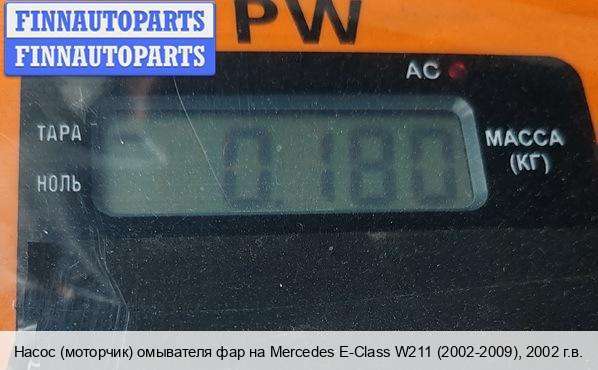 FINNAUTOPARTS
FINNAUTOPARTS
PW
AC
ТАРА
0.180
МАССА
(КГ)
НОЛЬ
Насос (моторчик) омывателя фар на Mercedes E-Class W211 (2002-2009), 2002 г.в.